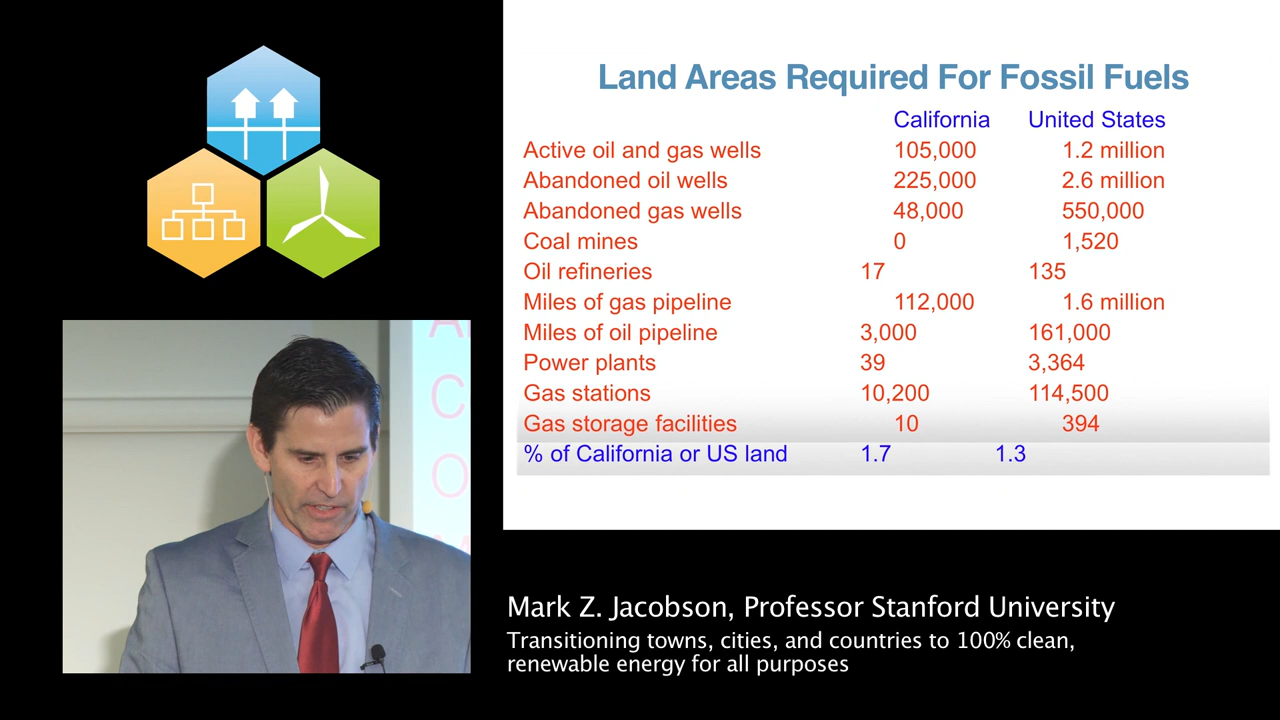 Land Areas Required For Fossil Fuels
California United States
Active oil and gas wells 105,000 1.2 million
Abandoned oil wells 225,000 2.6 million
Abandoned gas wells 48,000 550,000
Coal mines 0 1,520
Oil refineries 17 135
Miles of gas pipeline 112,000 1.6 million
Miles of oil pipeline 3,000 161,000
Power plants 39 3,364
Gas stations 10,200 114,500
Gas storage facilities 10 394
% of California or US land 1.7 1.3
Mark Z. Jacobson, Professor Stanford University
Transitioning towns, cities, and countries to 100% clean,
renewable energy for all purposes